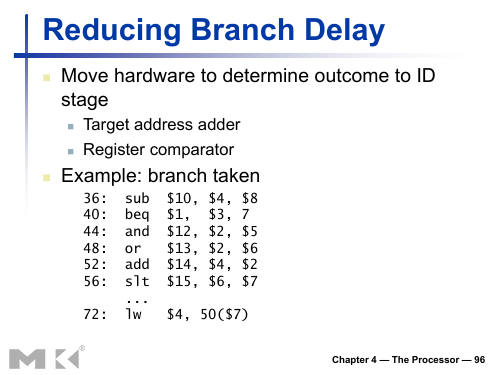 Reducing Branch Delay
Move hardware to determine outcome to ID
stage
Target address adder
Register comparator
Example: branch taken
36: sub $10, $4, $8
40: beq $1, $3, 7
44: and $12, $2, $5
48: or $13, $2, $6
52: add $14, $4, $2
56: slt $15, $6, $7
...
72: lw $4, 50($7)
MK®
Chapter 4 — The Processor — 96